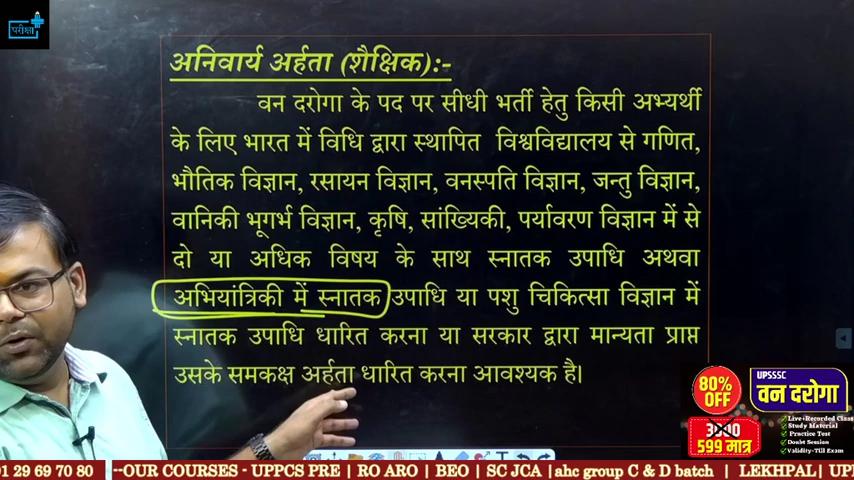 परीक्षा
अनिवार्य अर्हता (शैक्षिक):-
वन दरोगा के पद पर सीधी भर्ती हेतु किसी अभ्यर्थी
के लिए भारत में विधि द्वारा स्थापित विश्वविद्यालय से गणित,
भौतिक विज्ञान, रसायन विज्ञान, वनस्पति विज्ञान, जन्तु विज्ञान,
वानिकी भूगर्भ विज्ञान, कृषि, सांख्यिकी, पर्यावरण विज्ञान में से
दो या अधिक विषय के साथ स्नातक उपाधि अथवा
अभियांत्रिकी में स्नातक उपाधि या पशु चिकित्सा विज्ञान में
स्नातक उपाधि धारित करना या सरकार द्वारा मान्यता प्राप्त
उसके समकक्ष अर्हता धारित करना आवश्यक है।
80%
OFF
599 मात्र
UPSSSC
वन दरोगा
Live+Recorded Class
Study Material
Practice Test
Doubt Session
Validity-Till Exam
01 29 69 70 80 --OUR COURSES - UPPCS PRE | RO ARO | BEO | SC JCA |ahc group C & D batch | LEKHPAL|